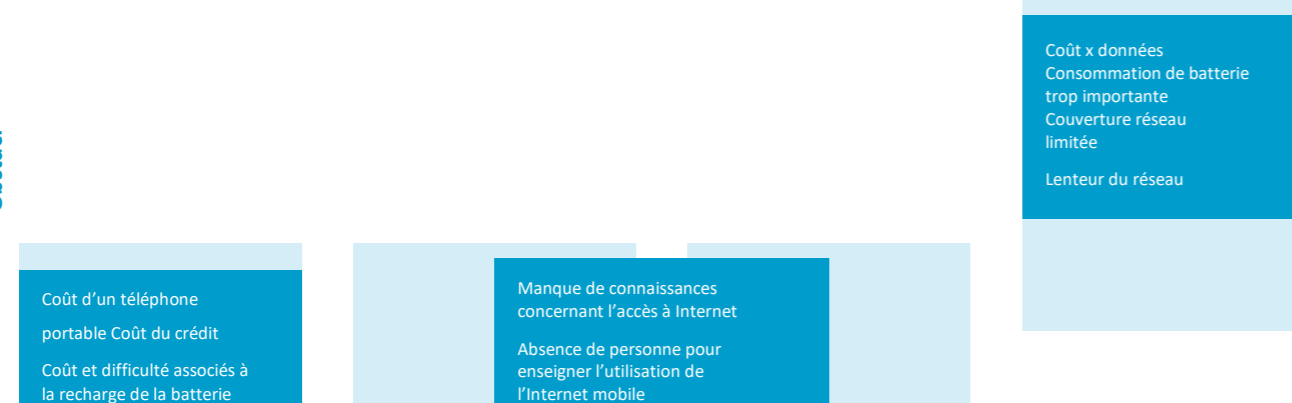 Coût x données
Consommation de batterie
trop importante
Couverture réseau
limitée
Lenteur du réseau
Coût d'un téléphone
portable Coût du crédit
Coût et difficulté associés à
la recharge de la batterie
Manque de connaissances
concernant l'accès à Internet
Absence de personne pour
enseigner l'utilisation de
l'Internet mobile